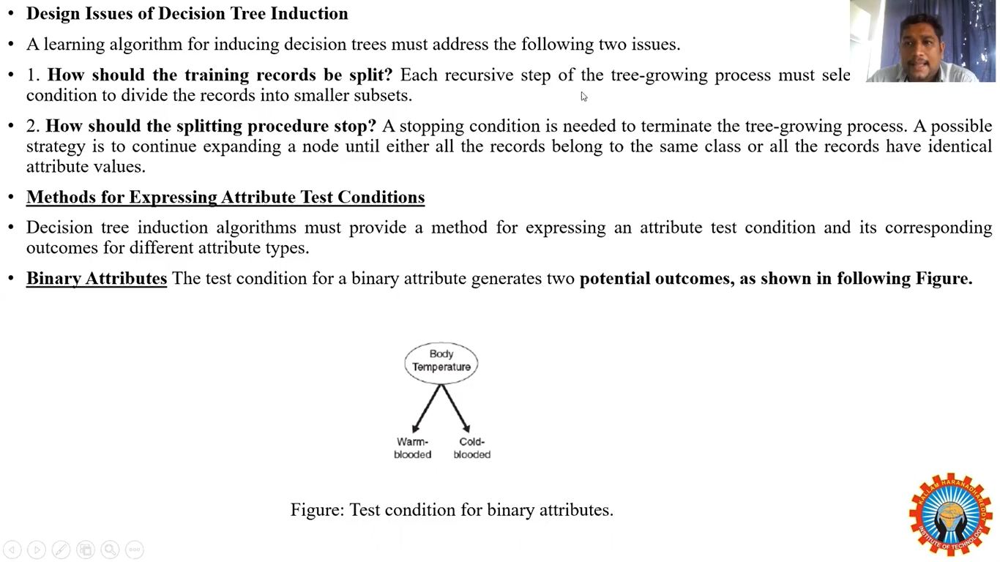 • Design Issues of Decision Tree Induction
• A learning algorithm for inducing decision trees must address the following two issues.
• 1. How should the training records be split? Each recursive step of the tree-growing process must sele
condition to divide the records into smaller subsets.
• 2. How should the splitting procedure stop? A stopping condition is needed to terminate the tree-growing process. A possible
strategy is to continue expanding a node until either all the records belong to the same class or all the records have identical
attribute values.
• Methods for Expressing Attribute Test Conditions
• Decision tree induction algorithms must provide a method for expressing an attribute test condition and its corresponding
outcomes for different attribute types.
• Binary Attributes The test condition for a binary attribute generates two potential outcomes, as shown in following Figure.
Body
Temperature
Warm-
blooded
Cold-
blooded
Figure: Test condition for binary attributes.
KALLAM HARANADHAREDDY
INSTITUTE OF TECHNOLOGY